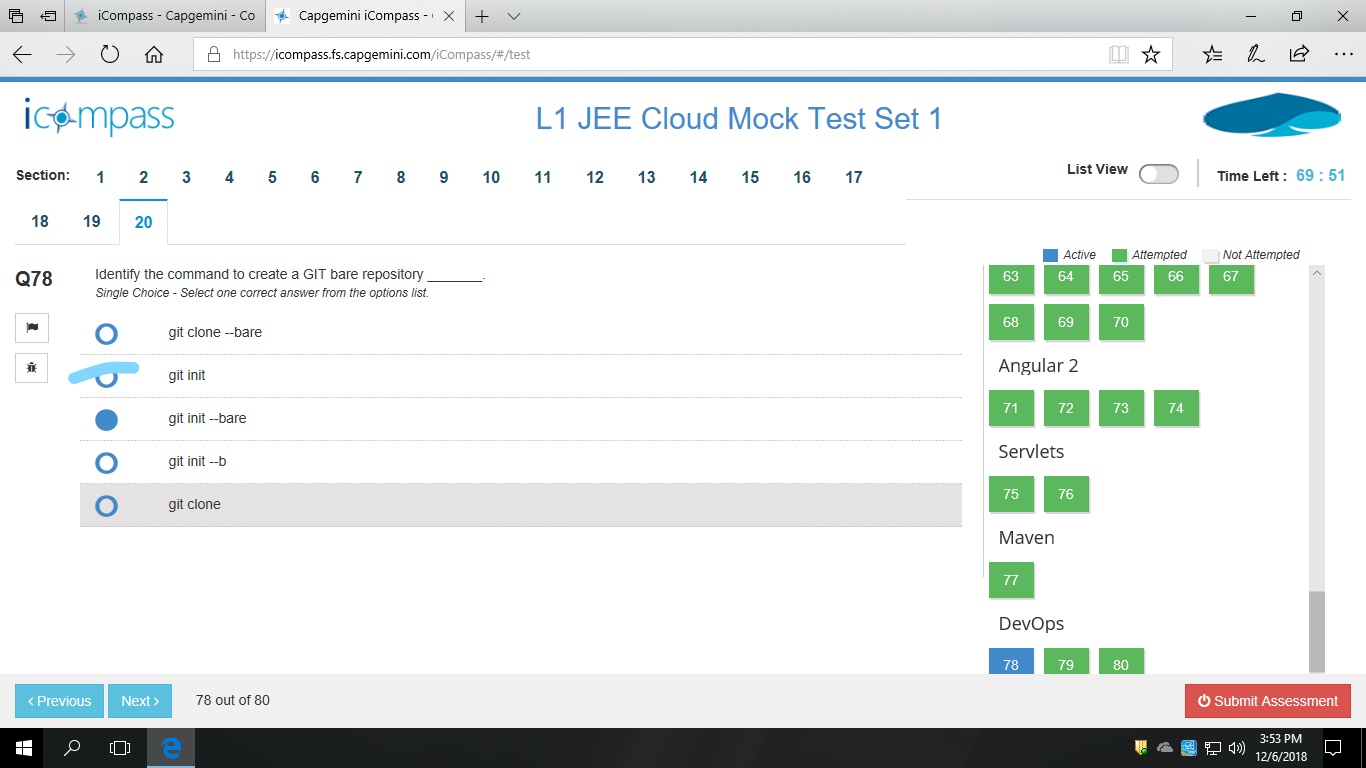 iCompass - Capgemini - Co
Capgemini iCompass -
https://icompass.fs.capgemini.com/iCompass/#/test
icompass
L1 JEE Cloud Mock Test Set 1
Section: 1 2 3 4 5 6 7 8 9 10 11 12 13 14 15 16 17
18 19 20
List View
Time Left : 69 : 51
Active Attempted Not Attempted
Q78
Identify the command to create a GIT bare repository _______.
Single Choice - Select one correct answer from the options list.
git clone --bare
git init
git init --bare
git init --b
git clone
63 64 65 66 67
68 69 70
Angular 2
71 72 73 74
Servlets
75 76
Maven
77
DevOps
78 79 80
‹ Previous
Next ›
78 out of 80
Submit Assessment
3:53 PM
12/6/2018